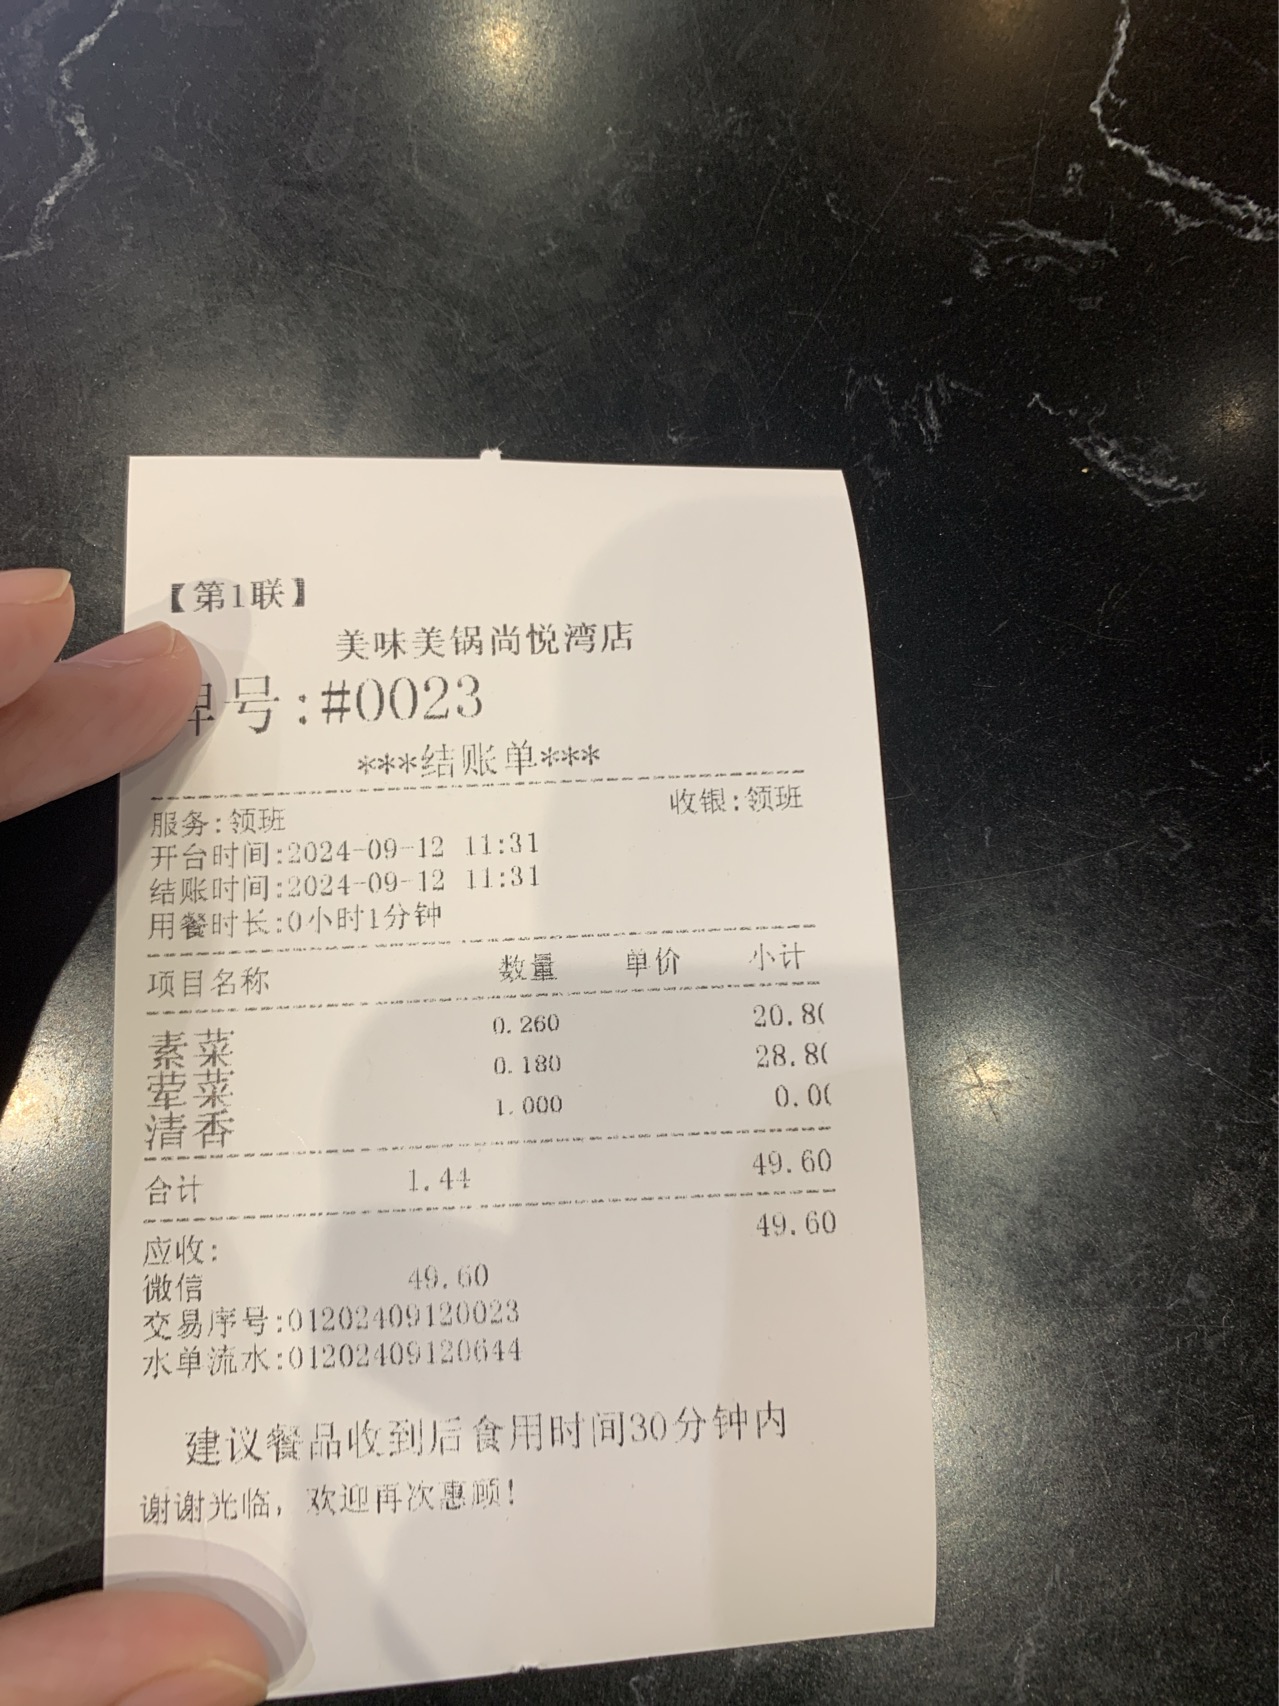 【第1联】
美味美锅尚悦湾店
单号:#0023
***结账单***
服务:领班 收银:领班
开台时间:2024-09-12 11:31
结账时间:2024-09-12 11:31
用餐时长:0小时1分钟
项目名称 数量 单价 小计
素菜 0.260 20.80
荤菜 0.180 28.80
清香 1.000 0.00
合计 1.44 49.60
应收: 49.60
微信 49.60
交易序号:01202409120023
水单流水:01202409120644
建议餐品收到后食用时间30分钟内
谢谢光临，欢迎再次惠顾！